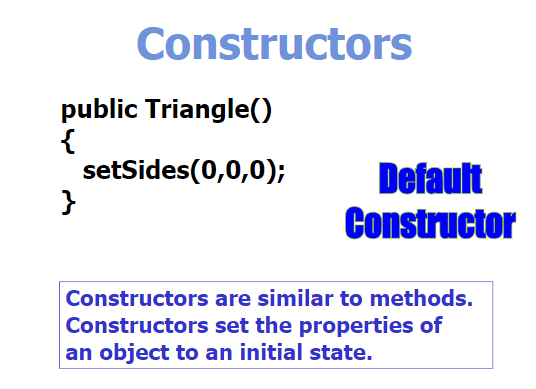 Constructors
public Triangle()
{
setSides(0,0,0);
}
Default
Constructor
Constructors are similar to methods.
Constructors set the properties of
an object to an initial state.